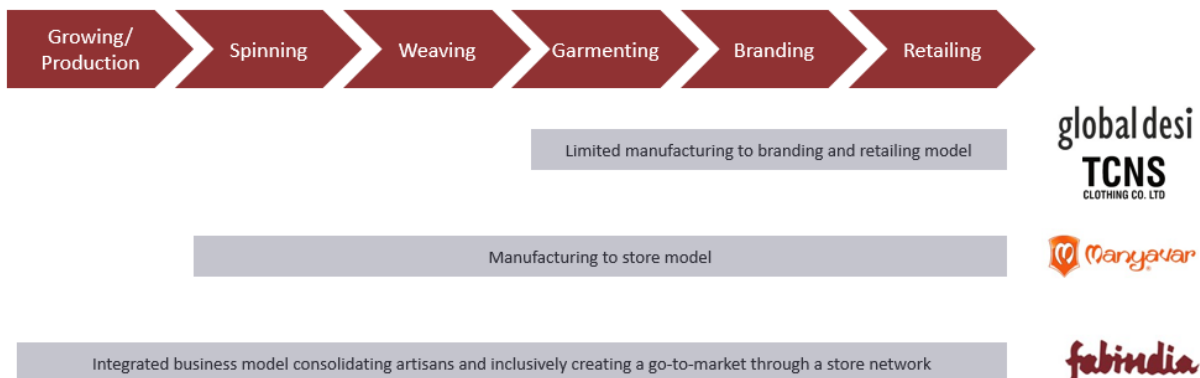 Growing/
Production
Spinning
Weaving
Garmenting
Branding
Retailing
Limited manufacturing to branding and retailing model
global desi
TCNS
CLOTHING CO. LTD
Manufacturing to store model
Manyavar
Integrated business model consolidating artisans and inclusively creating a go-to-market through a store network
fabindia